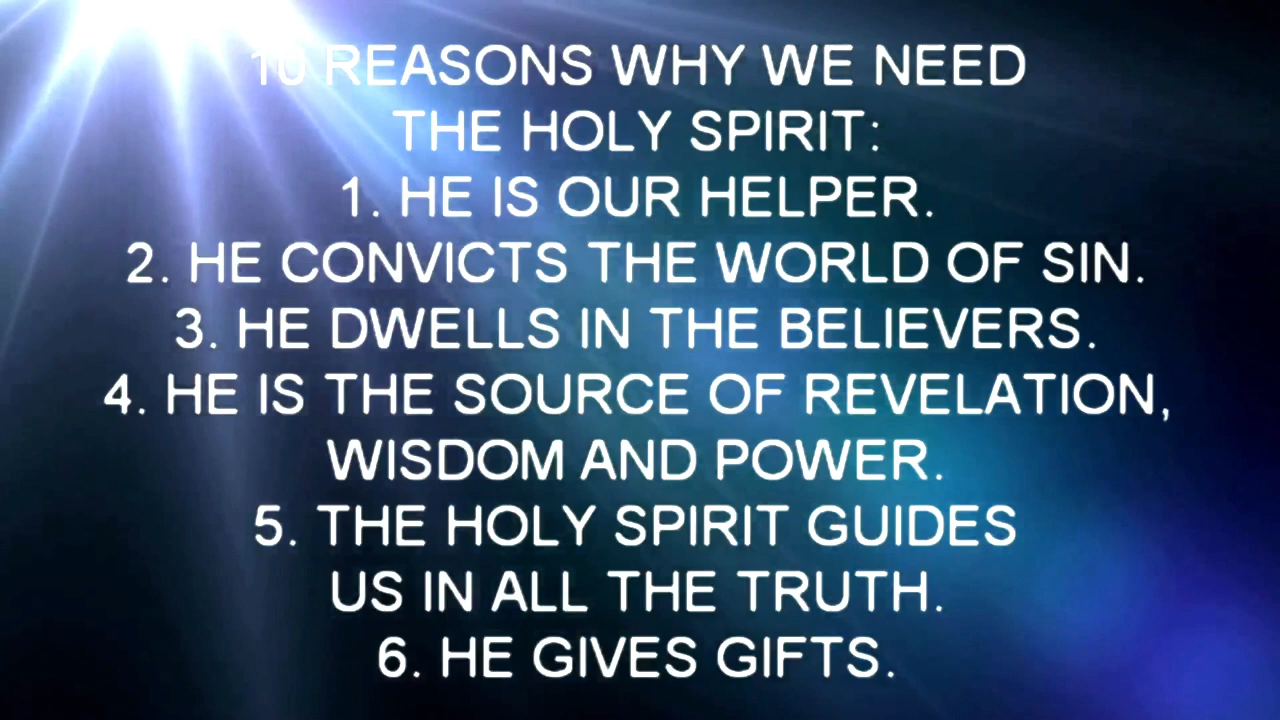 10 REASONS WHY WE NEED
THE HOLY SPIRIT:
1. HE IS OUR HELPER.
2. HE CONVICTS THE WORLD OF SIN.
3. HE DWELLS IN THE BELIEVERS.
4. HE IS THE SOURCE OF REVELATION,
WISDOM AND POWER.
5. THE HOLY SPIRIT GUIDES
US IN ALL THE TRUTH.
6. HE GIVES GIFTS.